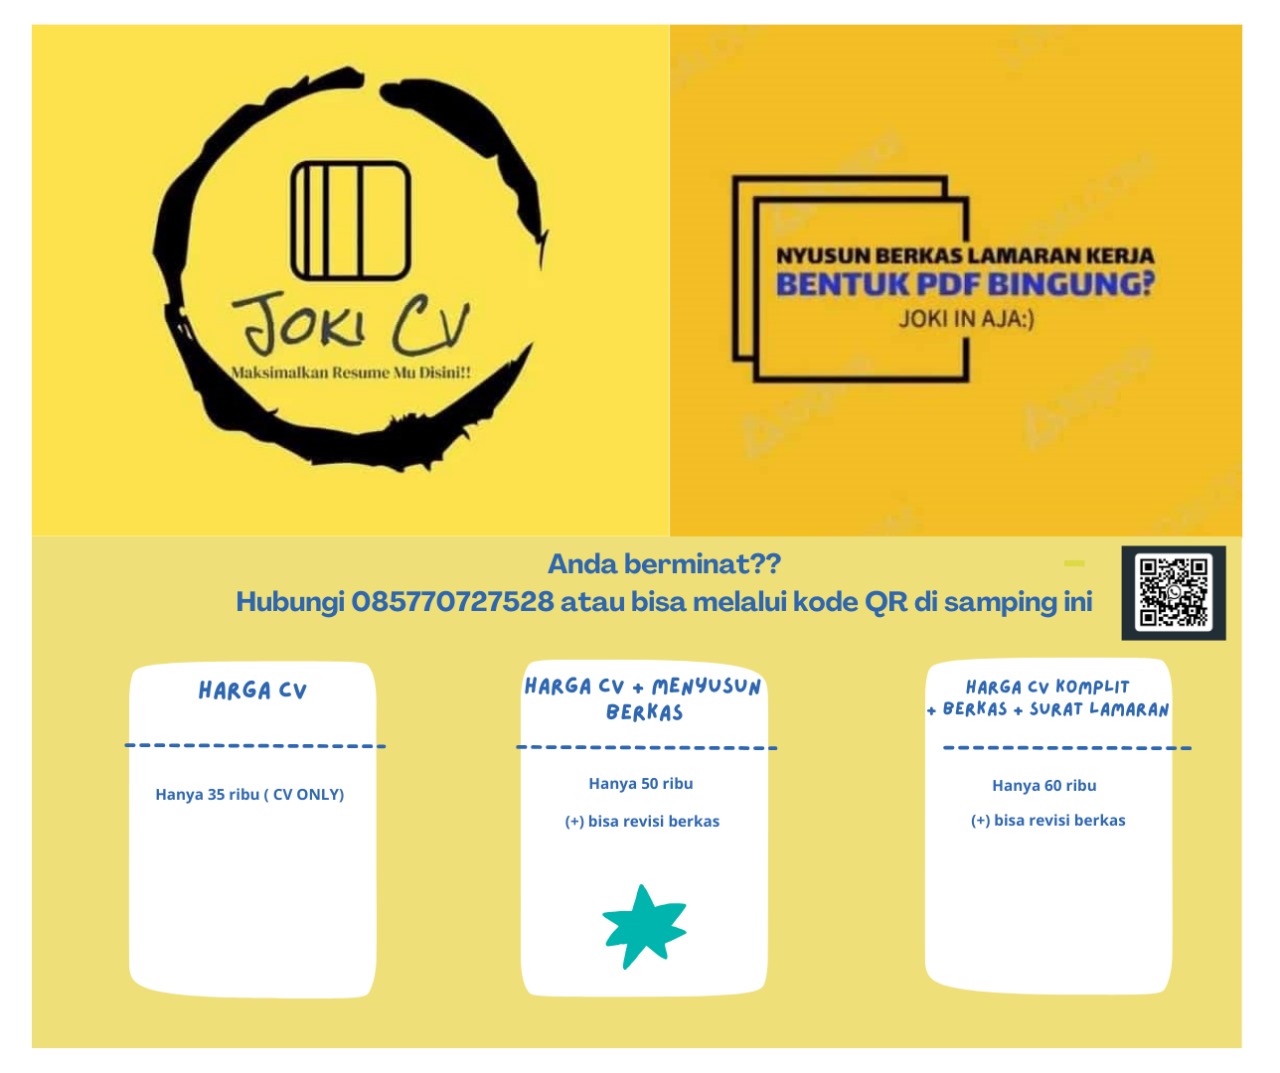 JOKI CV
Maksimalkan Resume Mu Disini!!
NYUSUN BERKAS LAMARAN KERJA
BENTUK PDF BINGUNG?
JOKI IN AJA:)
Anda berminat??
Hubungi 085770727528 atau bisa melalui kode QR di samping ini
HARGA CV
Hanya 35 ribu ( CV ONLY)
HARGA CV + MENYUSUN
BERKAS
Hanya 50 ribu
(+) bisa revisi berkas
HARGA CV KOMPLIT
+ BERKAS + SURAT LAMARAN
Hanya 60 ribu
(+) bisa revisi berkas